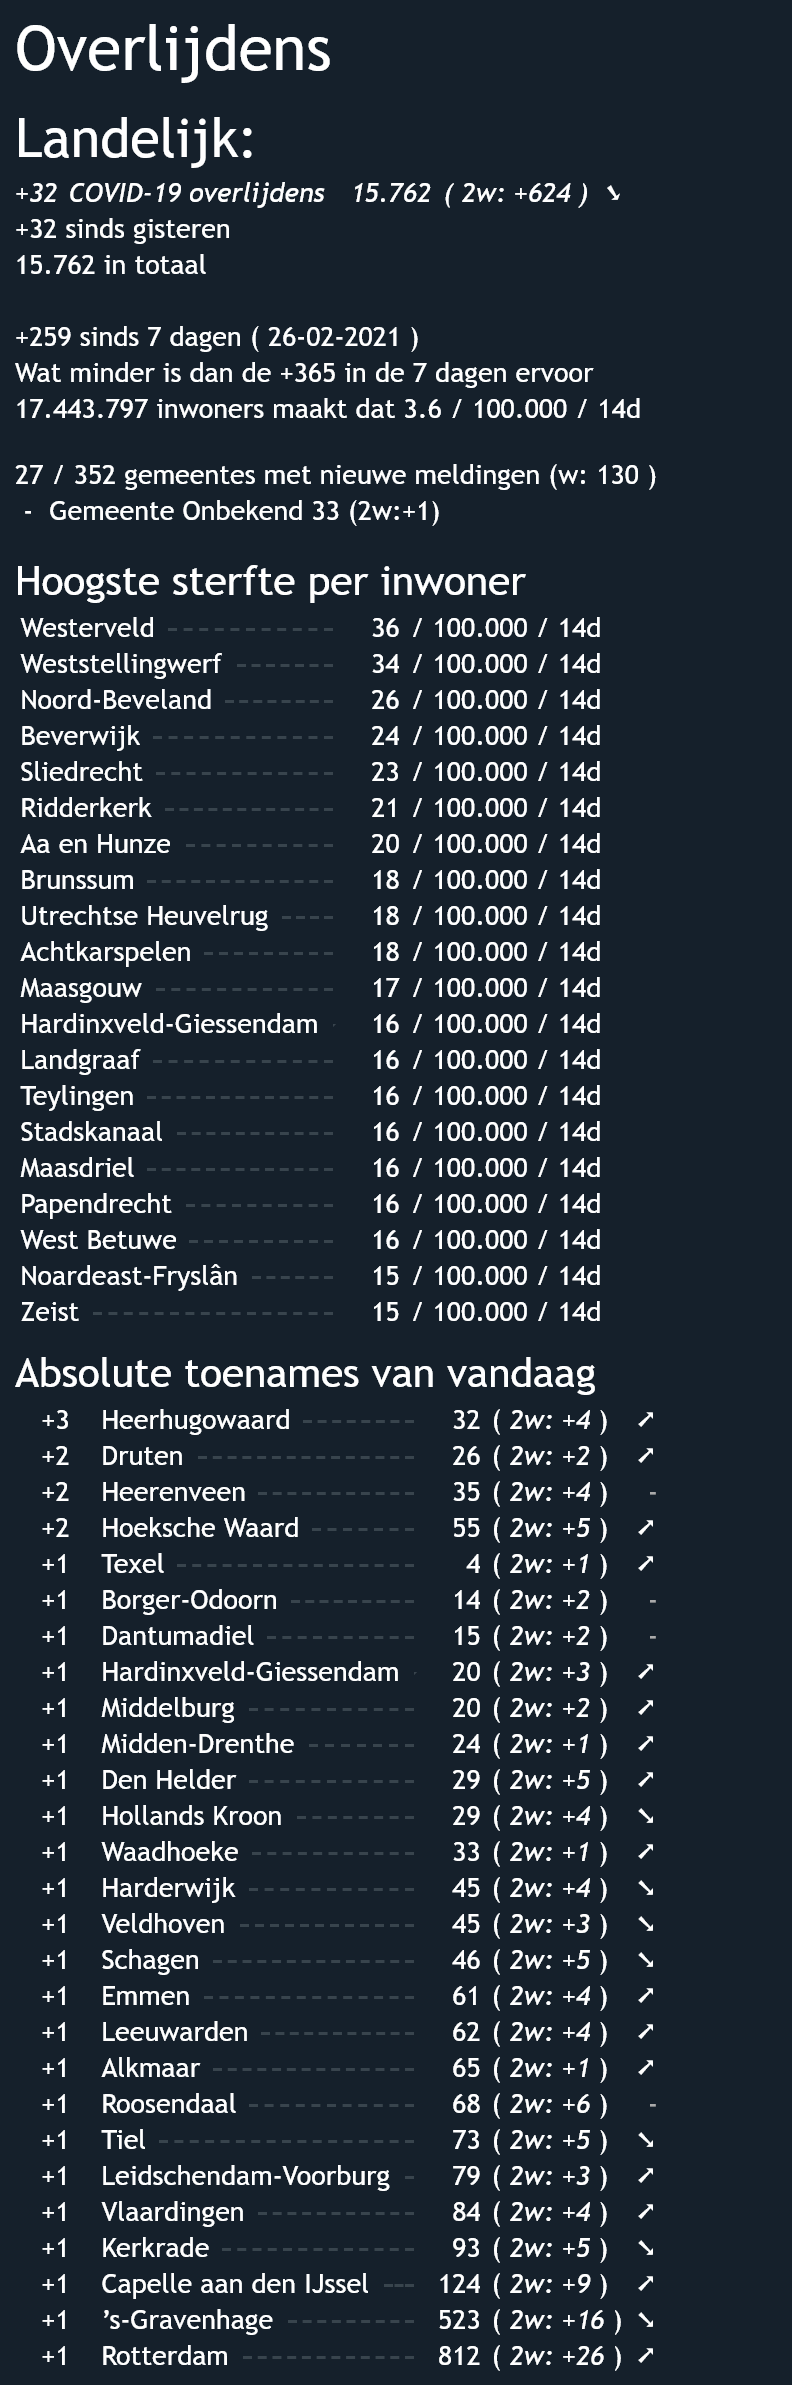 Overlijdens
Landelijk:
+32 COVID-19 overlijdens 15.762 ( 2w: +624 ) ➘
+32 sinds gisteren
15.762 in totaal
+259 sinds 7 dagen ( 26-02-2021 )
Wat minder is dan de +365 in de 7 dagen ervoor
17.443.797 inwoners maakt dat 3.6 / 100.000 / 14d
27 / 352 gemeentes met nieuwe meldingen (w: 130 )
- Gemeente Onbekend 33 (2w:+1)
Hoogste sterfte per inwoner
Westerveld ----------- 36 / 100.000 / 14d
Weststellingwerf ------- 34 / 100.000 / 14d
Noord-Beveland -------- 26 / 100.000 / 14d
Beverwijk ------------ 24 / 100.000 / 14d
Sliedrecht ------------ 23 / 100.000 / 14d
Ridderkerk ----------- 21 / 100.000 / 14d
Aa en Hunze ---------- 20 / 100.000 / 14d
Brunssum ------------- 18 / 100.000 / 14d
Utrechtse Heuvelrug ---- 18 / 100.000 / 14d
Achtkarspelen --------- 18 / 100.000 / 14d
Maasgouw ------------ 17 / 100.000 / 14d
Hardinxveld-Giessendam - 16 / 100.000 / 14d
Landgraaf ------------ 16 / 100.000 / 14d
Teylingen ------------- 16 / 100.000 / 14d
Stadskanaal ----------- 16 / 100.000 / 14d
Maasdriel ------------- 16 / 100.000 / 14d
Papendrecht ---------- 16 / 100.000 / 14d
West Betuwe ---------- 16 / 100.000 / 14d
Noardeast-Fryslân ------ 15 / 100.000 / 14d
Zeist ---------------- 15 / 100.000 / 14d
Absolute toenames van vandaag
+3 Heerhugowaard -------- 32 ( 2w: +4 ) ➚
+2 Druten --------------- 26 ( 2w: +2 ) ➚
+2 Heerenveen ----------- 35 ( 2w: +4 ) -
+2 Hoeksche Waard ------- 55 ( 2w: +5 ) ➚
+1 Texel ---------------- 4 ( 2w: +1 ) ➚
+1 Borger-Odoorn --------- 14 ( 2w: +2 ) -
+1 Dantumadiel ---------- 15 ( 2w: +2 ) -
+1 Hardinxveld-Giessendam - 20 ( 2w: +3 ) ➚
+1 Middelburg ----------- 20 ( 2w: +2 ) ➚
+1 Midden-Drenthe ------- 24 ( 2w: +1 ) ➚
+1 Den Helder ----------- 29 ( 2w: +5 ) ➚
+1 Hollands Kroon -------- 29 ( 2w: +4 ) ➘
+1 Waadhoeke ----------- 33 ( 2w: +1 ) ➚
+1 Harderwijk ----------- 45 ( 2w: +4 ) ➘
+1 Veldhoven ------------ 45 ( 2w: +3 ) ➘
+1 Schagen -------------- 46 ( 2w: +5 ) ➘
+1 Emmen -------------- 61 ( 2w: +4 ) ➚
+1 Leeuwarden ---------- 62 ( 2w: +4 ) ➚
+1 Alkmaar -------------- 65 ( 2w: +1 ) ➚
+1 Roosendaal ----------- 68 ( 2w: +6 ) -
+1 Tiel ----------------- 73 ( 2w: +5 ) ➘
+1 Leidschendam-Voorburg - 79 ( 2w: +3 ) ➚
+1 Vlaardingen ----------- 84 ( 2w: +4 ) ➚
+1 Kerkrade ------------- 93 ( 2w: +5 ) ➘
+1 Capelle aan den IJssel --- 124 ( 2w: +9 ) ➚
+1 ’s-Gravenhage --------- 523 ( 2w: +16 ) ➘
+1 Rotterdam ------------ 812 ( 2w: +26 ) ➚